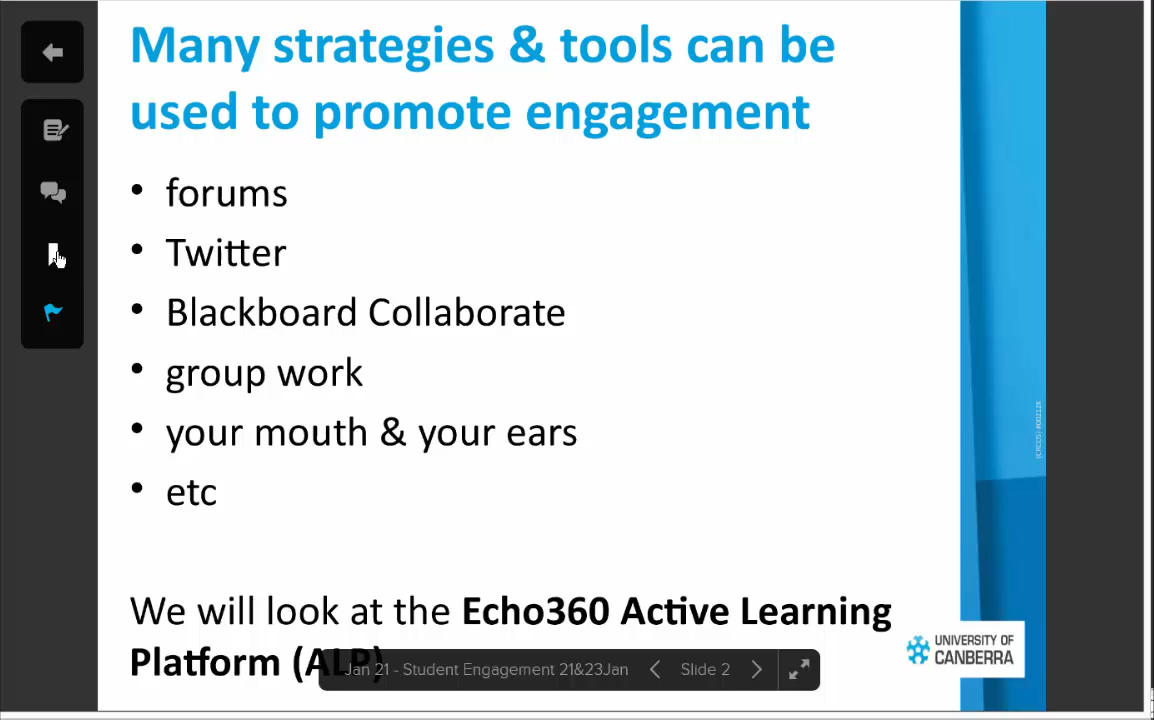 Many strategies & tools can be
used to promote engagement
• forums
• Twitter
• Blackboard Collaborate
• group work
• your mouth & your ears
• etc
We will look at the Echo360 Active Learning
Platform (ALP)
UNIVERSITY OF
CANBERRA
Jan 21 - Student Engagement 21&23Jan
Slide 2